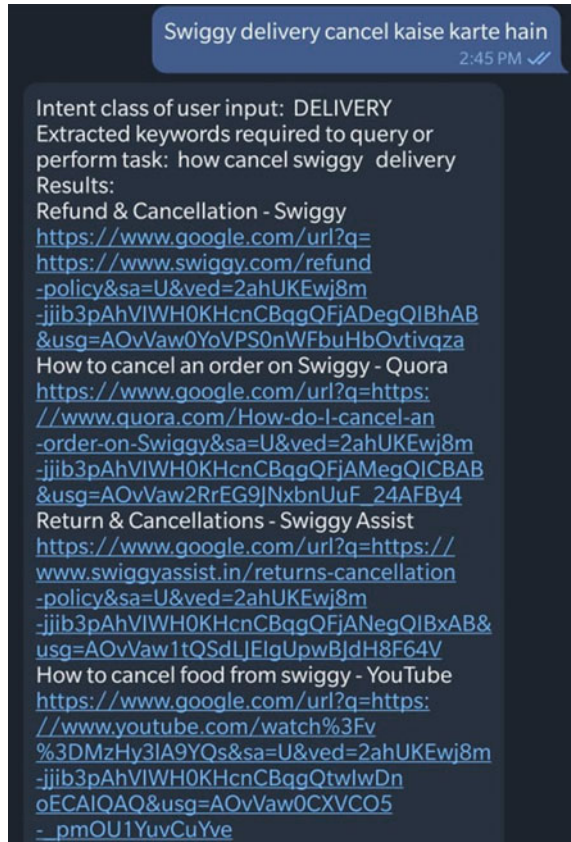 Swiggy delivery cancel kaise karte hain
2:45 PM
Intent class of user input:  DELIVERY
Extracted keywords required to query or
perform task:  how cancel swiggy  delivery
Results:
Refund & Cancellation - Swiggy
https://www.google.com/url?q=
https://www.swiggy.com/refund
-policy&sa=U&ved=2ahUKEwj8m
-jjib3pAhVIWH0KHcnCBqgQFjADegQIBhAB
&usg=AOvVaw0YoVPS0nWFbuHbOvtivqza
How to cancel an order on Swiggy - Quora
https://www.google.com/url?q=https:
//www.quora.com/How-do-I-cancel-an
-order-on-Swiggy&sa=U&ved=2ahUKEwj8m
-jjib3pAhVIWH0KHcnCBqgQFjAMegQICBAB
&usg=AOvVaw2RrEG9JNxbnUuF_24AFBy4
Return & Cancellations - Swiggy Assist
https://www.google.com/url?q=https://
www.swiggyassist.in/returns-cancellation
-policy&sa=U&ved=2ahUKEwj8m
-jjib3pAhVIWH0KHcnCBqgQFjANegQIBxAB&
usg=AOvVaw1tQSdLJEIgUpwBJdH8F64V
How to cancel food from swiggy - YouTube
https://www.google.com/url?q=https:
//www.youtube.com/watch%3Fv
%3DMzHy3lA9YQs&sa=U&ved=2ahUKEwj8m
-jjib3pAhVIWH0KHcnCBqgQtwIwDn
oECAIQAQ&usg=AOvVaw0CXVCO5
-_pmOU1YuvCuYve